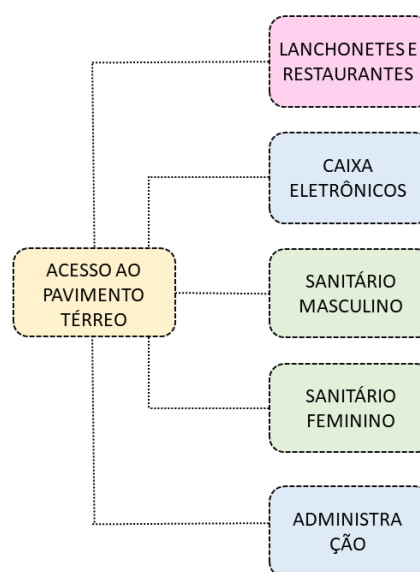 LANCHONETES E
RESTAURANTES
CAIXA
ELETRÔNICOS
ACESSO AO
PAVIMENTO
TÉRREO
SANITÁRIO
MASCULINO
SANITÁRIO
FEMININO
ADMINISTRA
ÇÃO